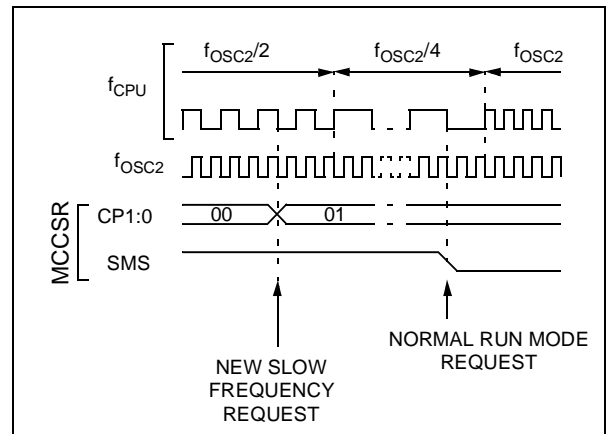 fOSC2/2 fOSC2/4 fOSC2
fCPU
fOSC2
MCCSR
CP1:0 00 01
SMS
NEW SLOW
FREQUENCY
REQUEST
NORMAL RUN MODE
REQUEST